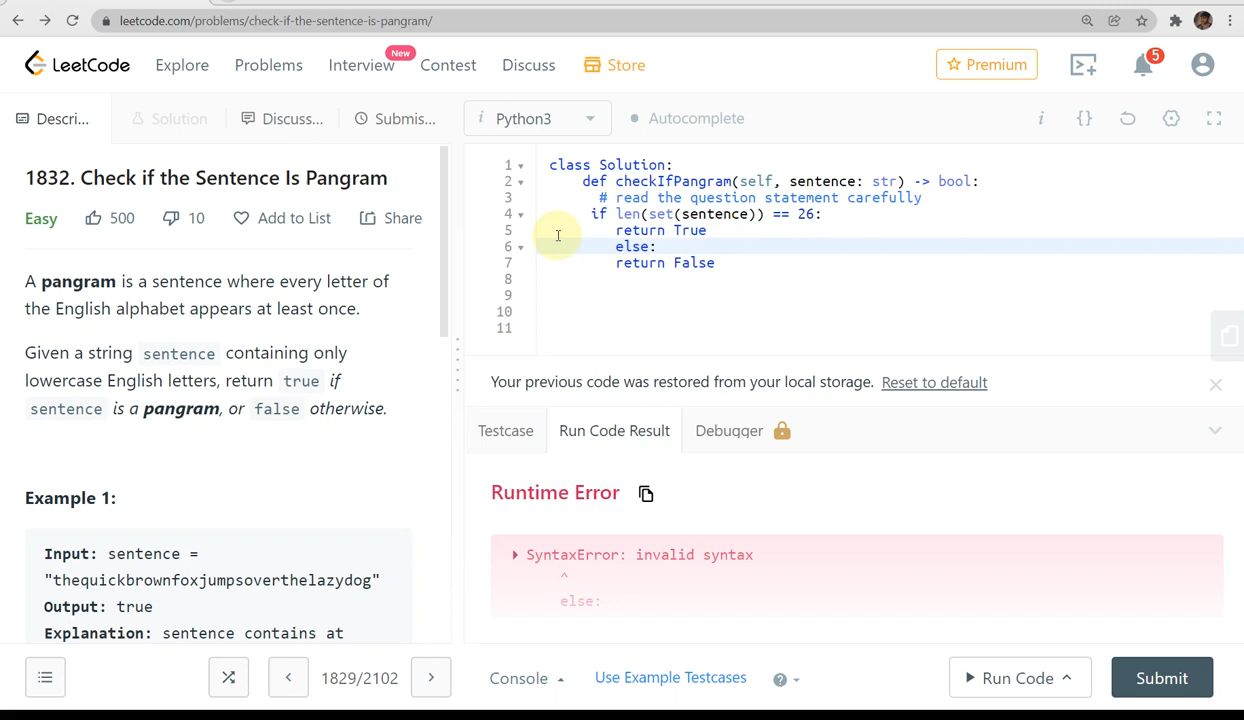 leetcode.com/problems/check-if-the-sentence-is-pangram/
LeetCode Explore Problems Interview New Contest Discuss Store Premium 5
Descri... Solution Discuss... Submis... i Python3 Autocomplete i {}
1832. Check if the Sentence Is Pangram
Easy 500 10 Add to List Share
A pangram is a sentence where every letter of
the English alphabet appears at least once.
Given a string sentence containing only
lowercase English letters, return true if
sentence is a pangram, or false otherwise.
Example 1:
Input: sentence =
"thequickbrownfoxjumpsoverthelazydog"
Output: true
Explanation: sentence contains at
1 class Solution:
2 def checkIfPangram(self, sentence: str) -> bool:
3 # read the question statement carefully
4 if len(set(sentence)) == 26:
5 return True
6 else:
7 return False
8
9
10
11
Your previous code was restored from your local storage. Reset to default
Testcase Run Code Result Debugger
Runtime Error
SyntaxError: invalid syntax
^
else:
1829/2102 Console Use Example Testcases ? Run Code Submit